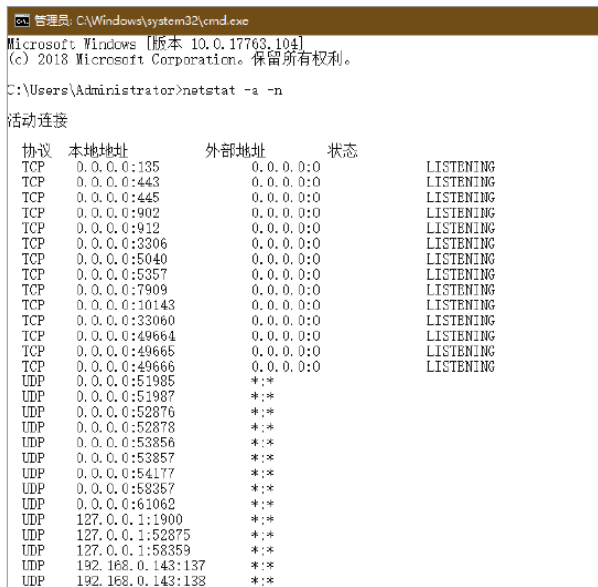 管理员: C:\Windows\system32\cmd.exe
Microsoft Windows [版本 10.0.17763.104]
(c) 2018 Microsoft Corporation。保留所有权利。
C:\Users\Administrator>netstat -a -n
活动连接
协议 本地地址 外部地址 状态
TCP 0.0.0.0:135 0.0.0.0:0 LISTENING
TCP 0.0.0.0:443 0.0.0.0:0 LISTENING
TCP 0.0.0.0:445 0.0.0.0:0 LISTENING
TCP 0.0.0.0:902 0.0.0.0:0 LISTENING
TCP 0.0.0.0:912 0.0.0.0:0 LISTENING
TCP 0.0.0.0:3306 0.0.0.0:0 LISTENING
TCP 0.0.0.0:5040 0.0.0.0:0 LISTENING
TCP 0.0.0.0:5357 0.0.0.0:0 LISTENING
TCP 0.0.0.0:7909 0.0.0.0:0 LISTENING
TCP 0.0.0.0:10143 0.0.0.0:0 LISTENING
TCP 0.0.0.0:33060 0.0.0.0:0 LISTENING
TCP 0.0.0.0:49664 0.0.0.0:0 LISTENING
TCP 0.0.0.0:49665 0.0.0.0:0 LISTENING
TCP 0.0.0.0:49666 0.0.0.0:0 LISTENING
UDP 0.0.0.0:51985 *:*
UDP 0.0.0.0:51987 *:*
UDP 0.0.0.0:52876 *:*
UDP 0.0.0.0:52878 *:*
UDP 0.0.0.0:53856 *:*
UDP 0.0.0.0:53857 *:*
UDP 0.0.0.0:54177 *:*
UDP 0.0.0.0:58357 *:*
UDP 0.0.0.0:61062 *:*
UDP 127.0.0.1:1900 *:*
UDP 127.0.0.1:52875 *:*
UDP 127.0.0.1:58359 *:*
UDP 192.168.0.143:137 *:*
UDP 192.168.0.143:138 *:*